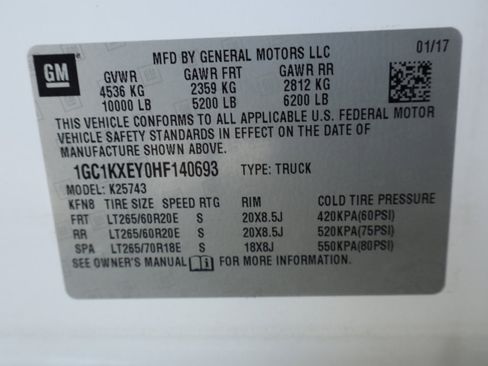 MFD BY GENERAL MOTORS LLC 01/17
GM
GVWR GAWR FRT GAWR RR
4536 KG 2359 KG 2812 KG
10000 LB 5200 LB 6200 LB
THIS VEHICLE CONFORMS TO ALL APPLICABLE U.S. FEDERAL MOTOR
VEHICLE SAFETY STANDARDS IN EFFECT ON THE DATE OF
MANUFACTURE SHOWN ABOVE.
1GC1KXEY0HF140693 TYPE: TRUCK
MODEL: K25743
KFN8 TIRE SIZE SPEED RTG RIM COLD TIRE PRESSURE
FRT LT265/60R20E S 20X8.5J 420KPA(60PSI)
RR LT265/60R20E S 20X8.5J 520KPA(75PSI)
SPA LT265/70R18E S 18X8J 550KPA(80PSI)
SEE OWNER'S MANUAL FOR MORE INFORMATION.